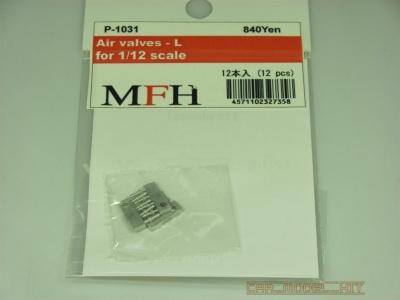 P-1031 840Yen
Air valves - L
for 1/12 scale
12本入 (12 pcs)
MFH
4571102327358